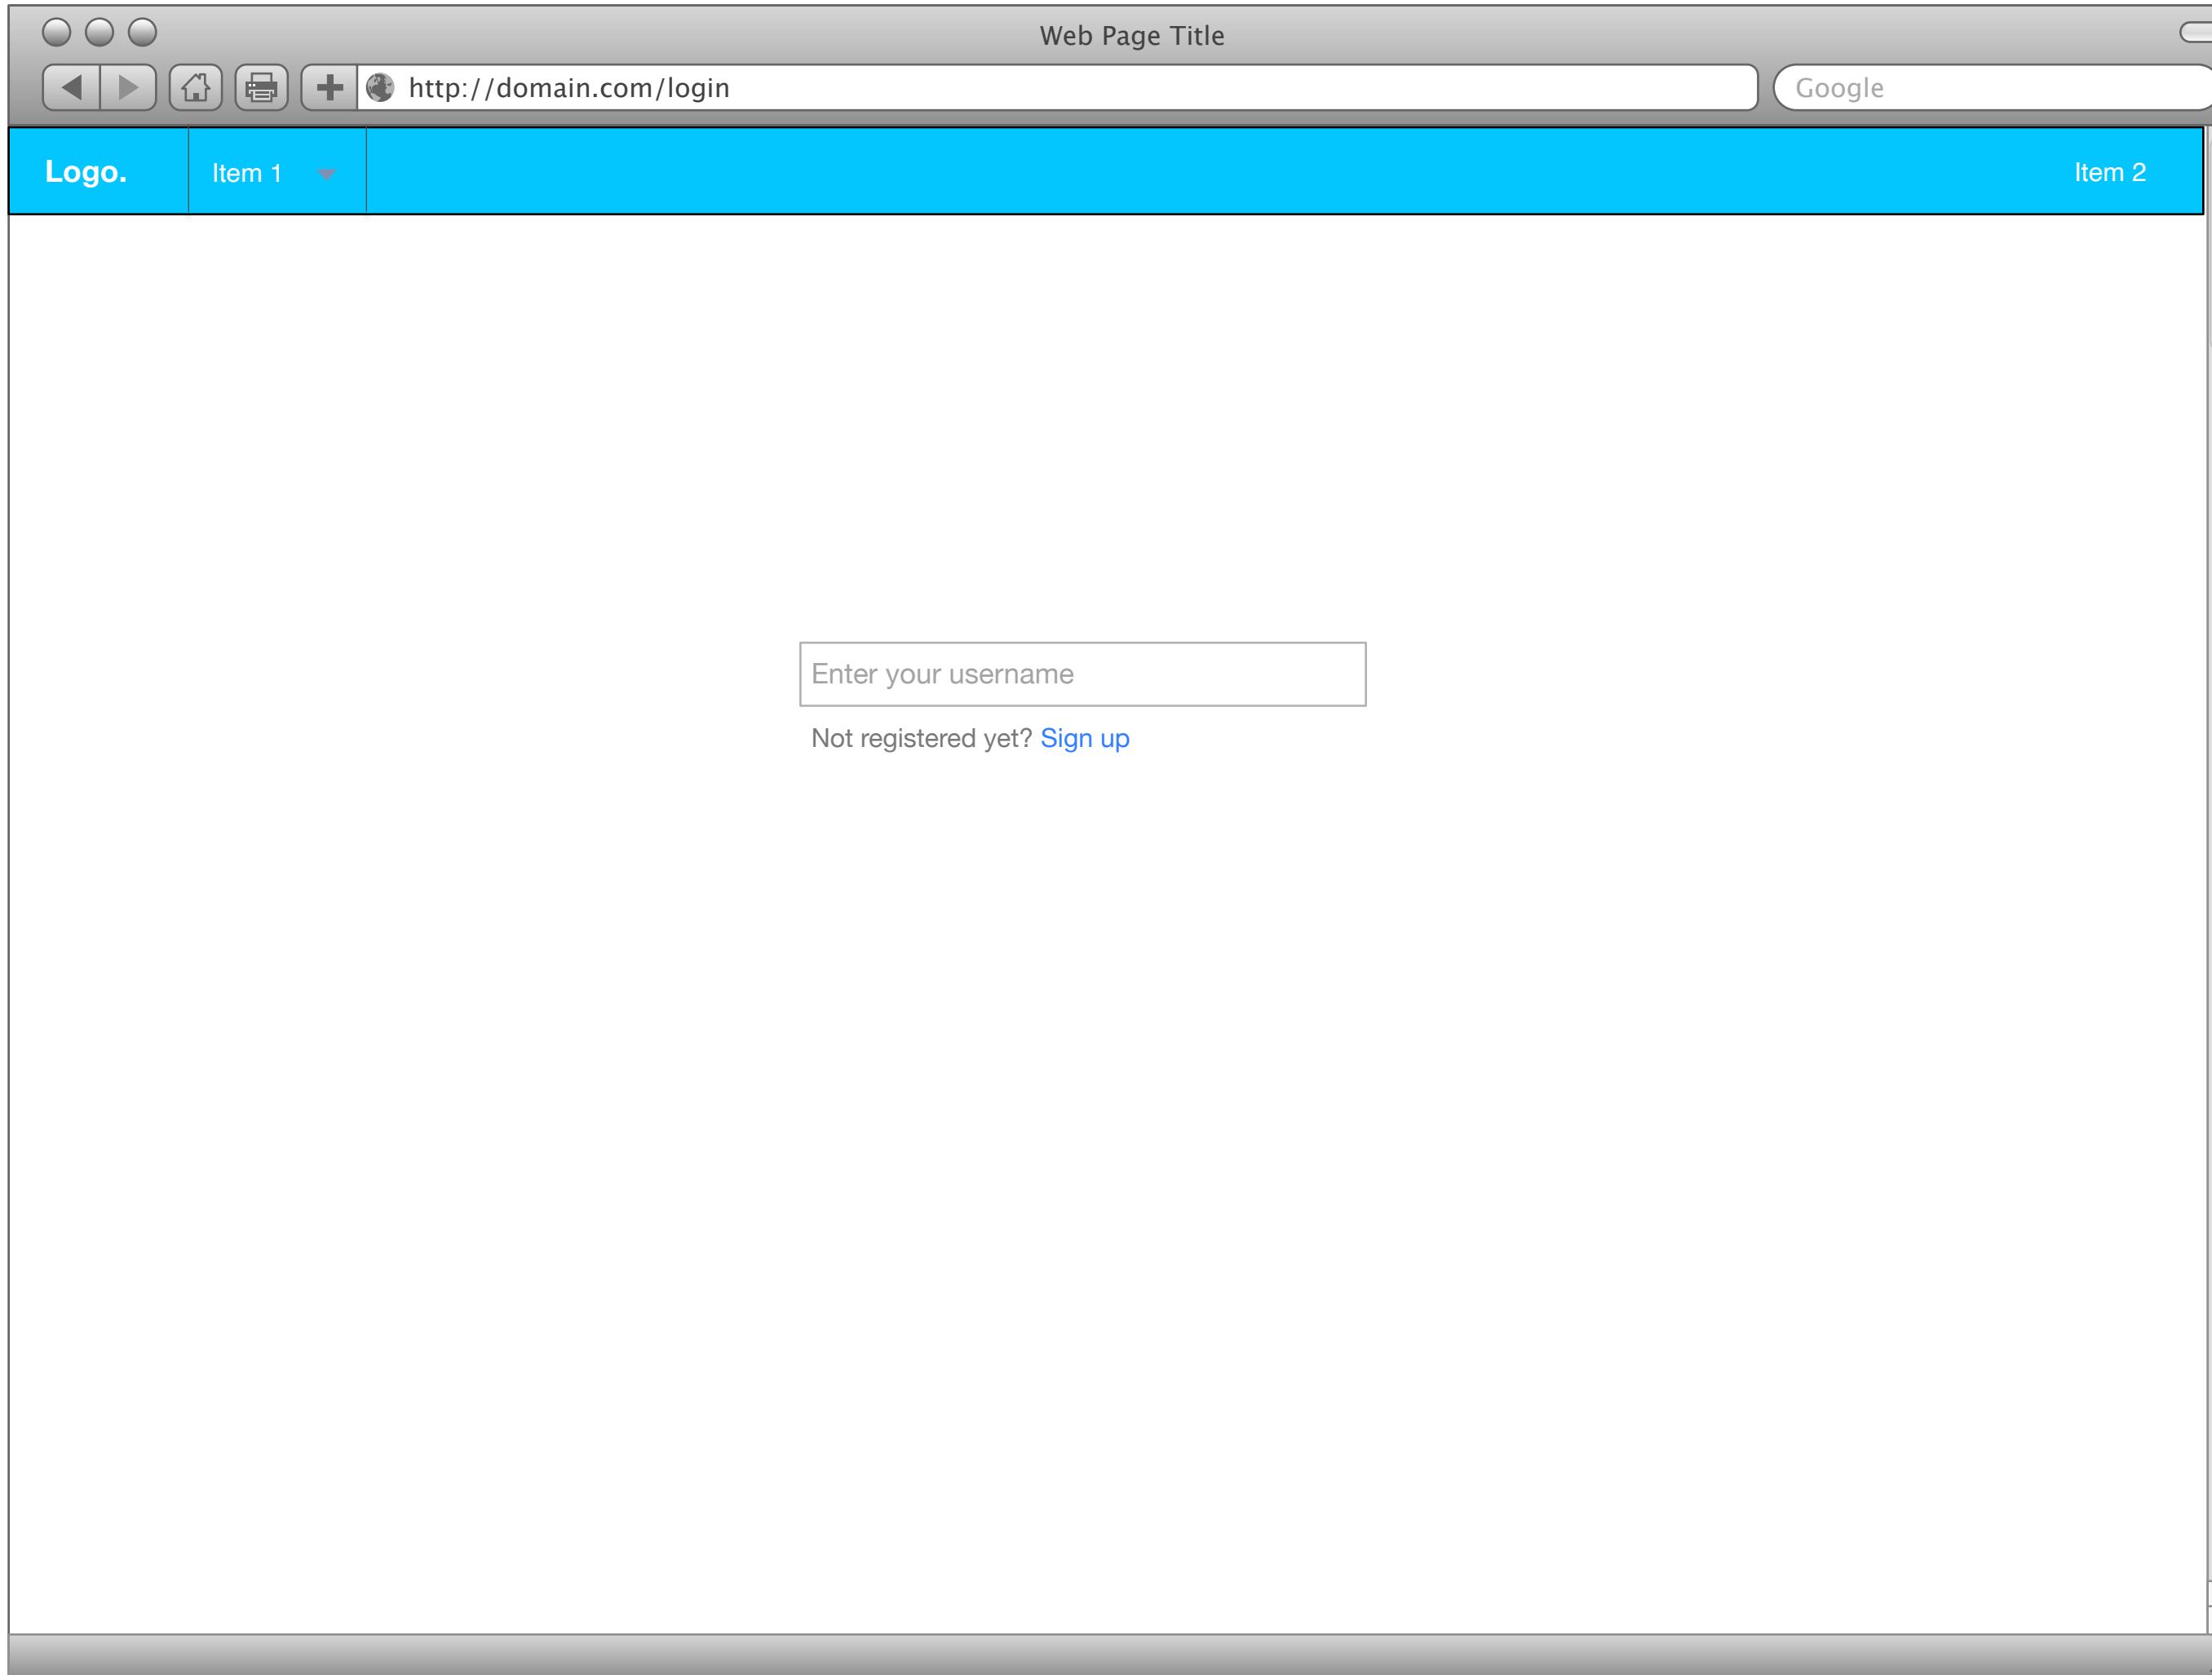 Web Page Title
http://domain.com/login
Google
Logo.
Item 1
Item 2
Enter your username
Not registered yet? Sign up